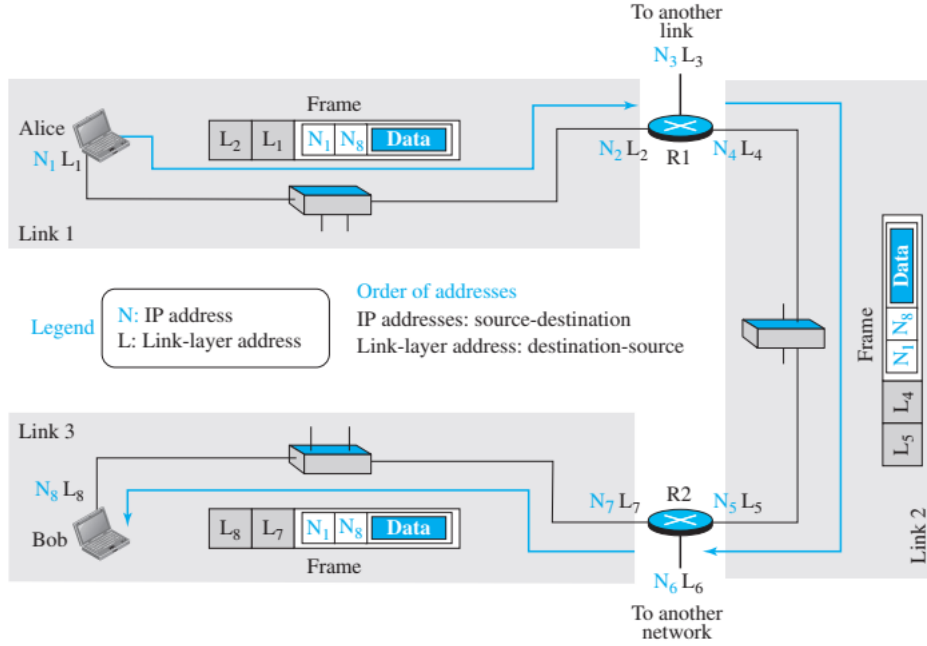 To another
link
N₃ L₃
Frame
Alice
L₂ L₁ N₁ N₈ Data
N₁ L₁
N₂ L₂
R1
N₄ L₄
Link 1
Legend
N: IP address
L: Link-layer address
Order of addresses
IP addresses: source-destination
Link-layer address: destination-source
Frame
L₅ L₄ N₁ N₈ Data
Link 2
Link 3
N₈ L₈
Bob
L₈ L₇ N₁ N₈ Data
Frame
N₇ L₇
R2
N₅ L₅
N₆ L₆
To another
network